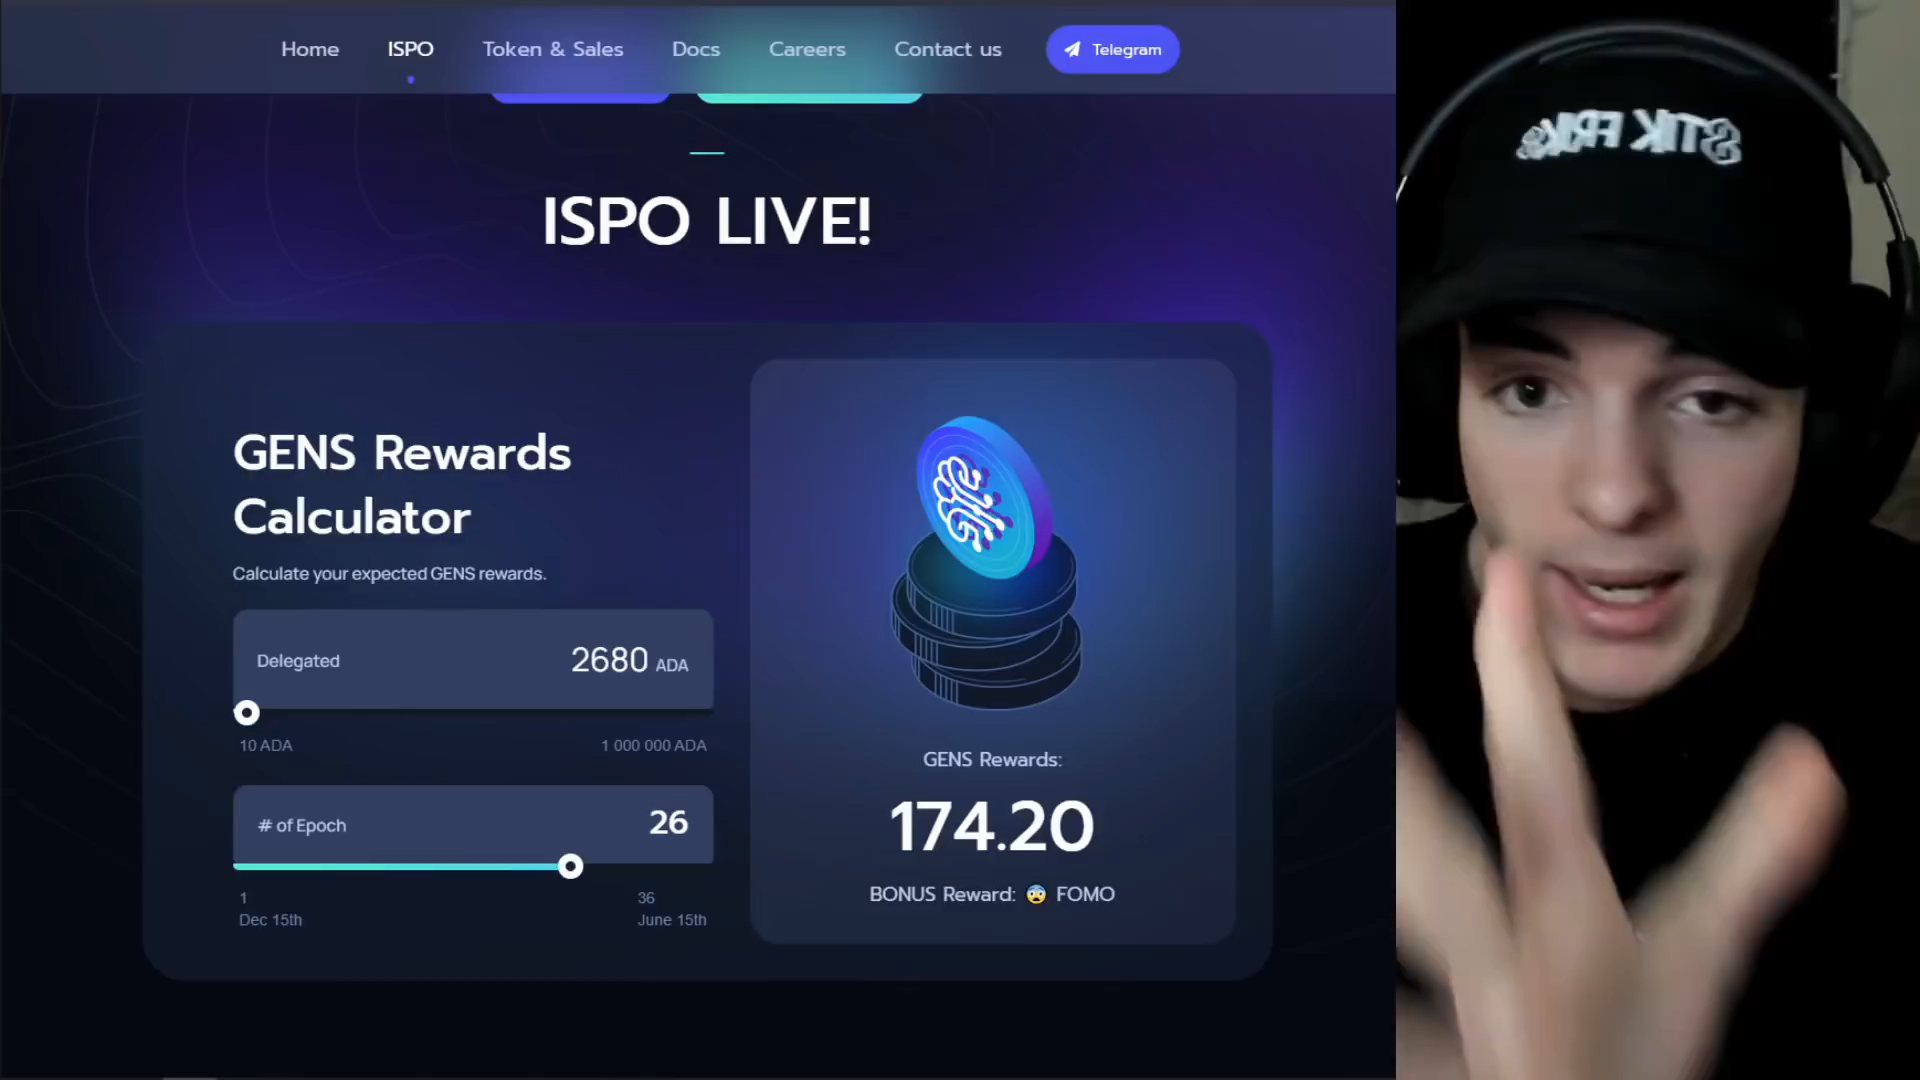 Home ISPO Token & Sales Docs Careers Contact us Telegram
ISPO LIVE!
GENS Rewards
Calculator
Calculate your expected GENS rewards.
Delegated 2680 ADA
10 ADA 1 000 000 ADA
# of Epoch 26
1 36
Dec 15th June 15th
GENS Rewards:
174.20
BONUS Reward: 😨 FOMO
STIK FRIKS